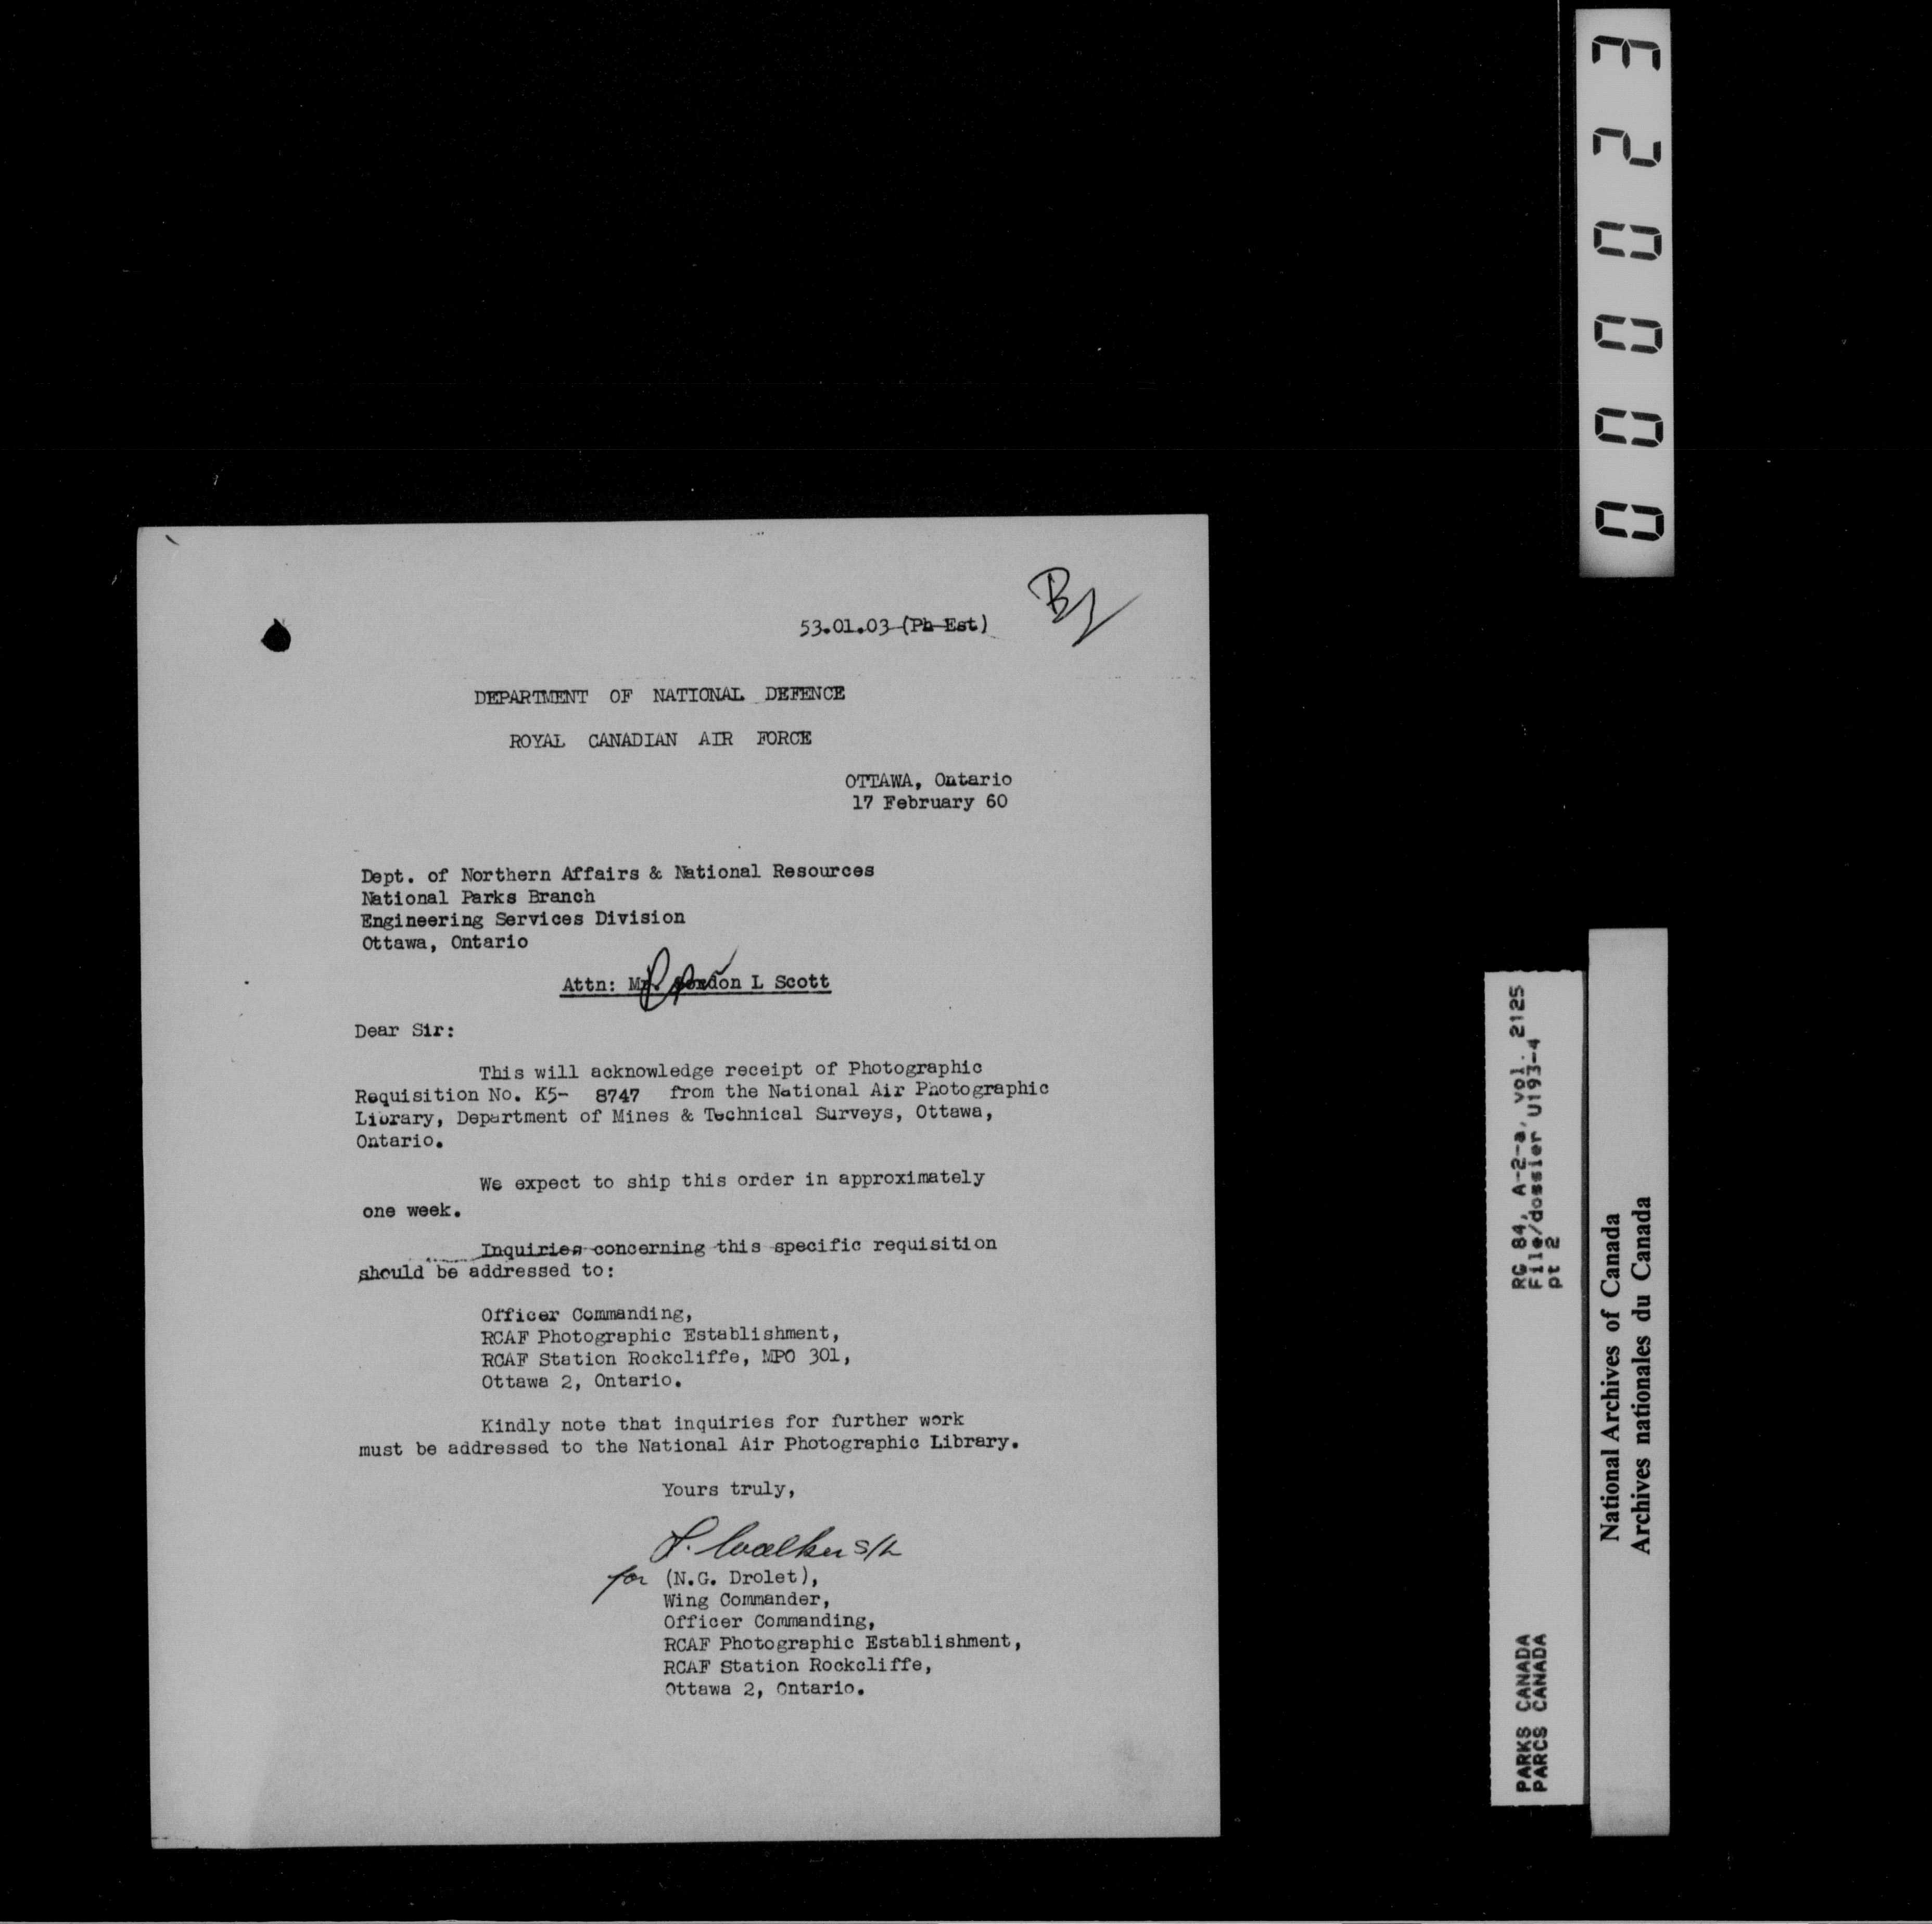 53.01.03 (Ph Est)
DEPARTMENT OF NATIONAL DEFENCE
ROYAL CANADIAN AIR FORCE
OTTAWA, Ontario
17 February 60
Dept. of Northern Affairs & National Resources
National Parks Branch
Engineering Services Division
Ottawa, Ontario
Attn: Mr. Gordon L Scott
Dear Sir:
This will acknowledge receipt of Photographic
Requisition No. K5- 8747 from the National Air Photographic
Library, Department of Mines & Technical Surveys, Ottawa,
Ontario.
We expect to ship this order in approximately
one week.
Inquiries concerning this specific requisition
should be addressed to:
Officer Commanding,
RCAF Photographic Establishment,
RCAF Station Rockcliffe, MPO 301,
Ottawa 2, Ontario.
Kindly note that inquiries for further work
must be addressed to the National Air Photographic Library.
Yours truly,
L. Walker S/L
for (N.G. Drolet),
Wing Commander,
Officer Commanding,
RCAF Photographic Establishment,
RCAF Station Rockcliffe,
Ottawa 2, Ontario.
000023
RG 84, A-2-a, vol. 2125
File/dossier U193-4
pt 2
PARKS CANADA
PARCS CANADA
National Archives of Canada
Archives nationales du Canada